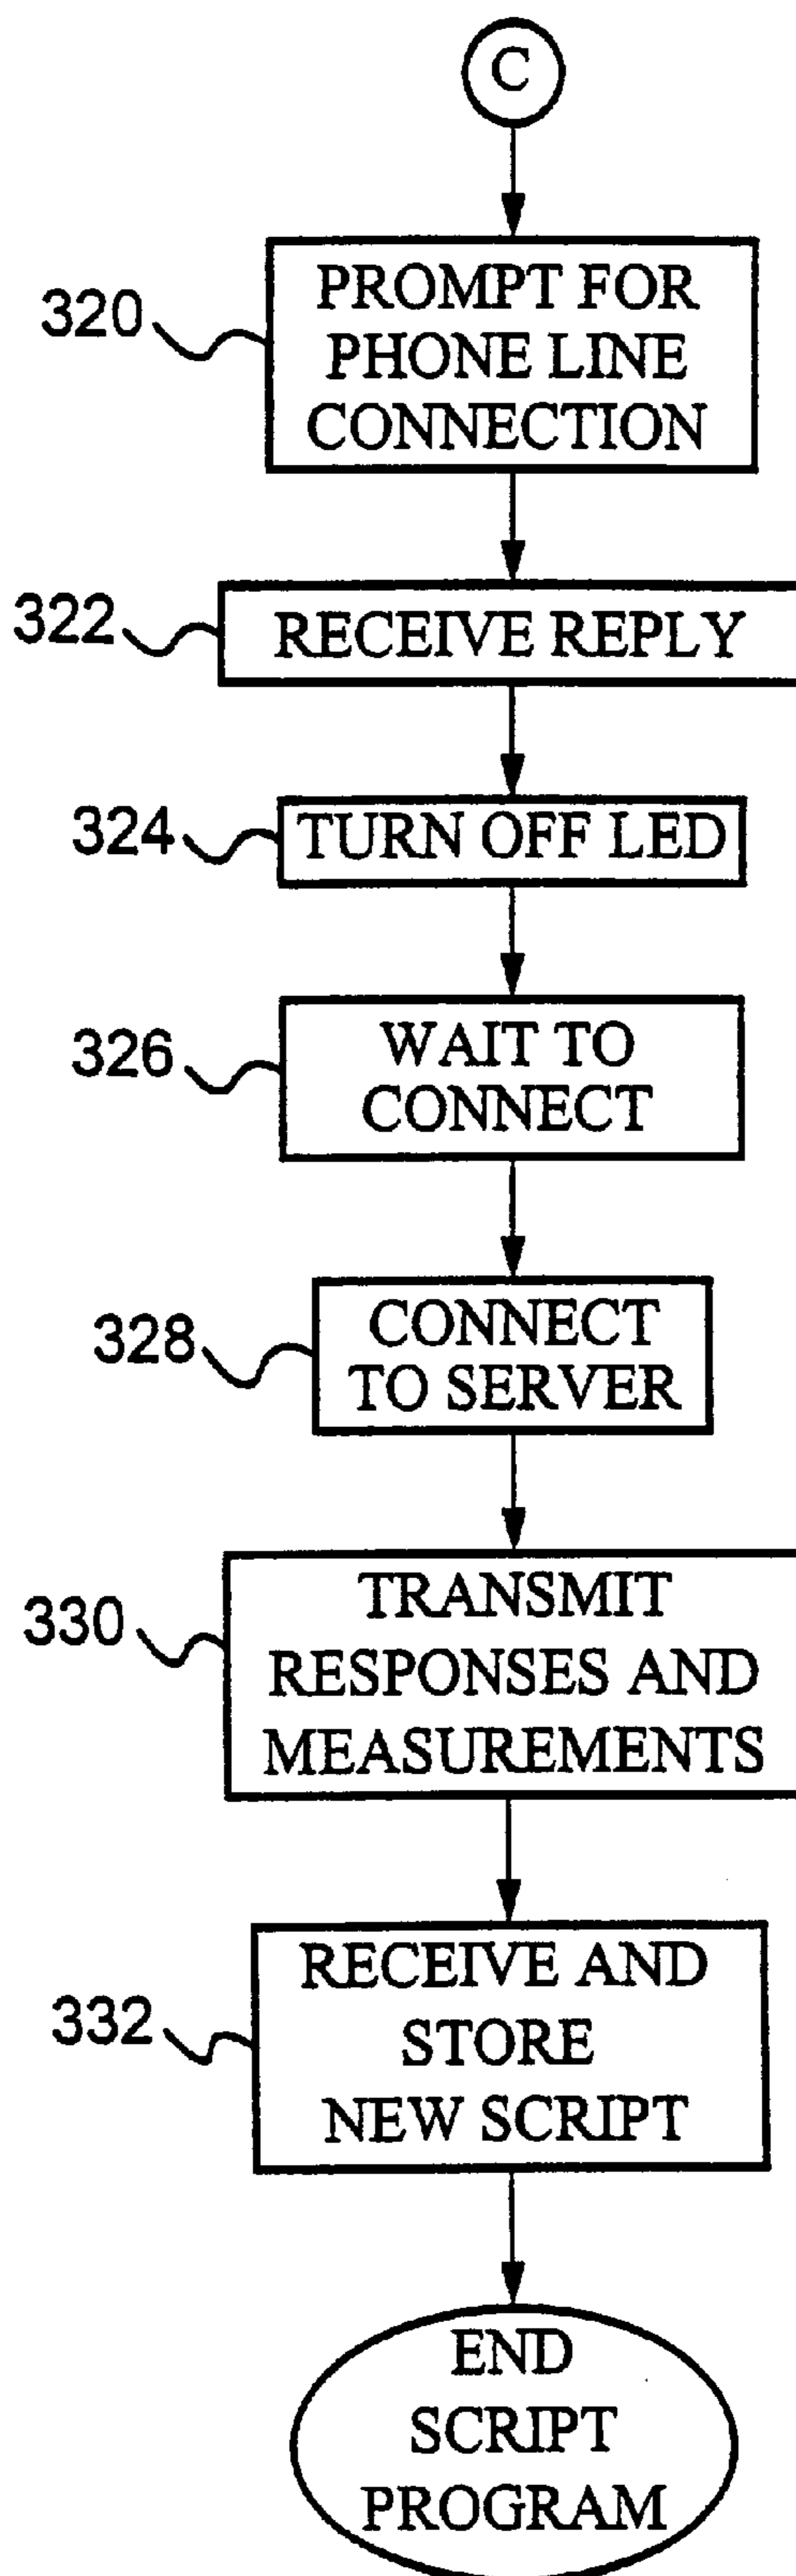 C
320
PROMPT FOR
PHONE LINE
CONNECTION
322
RECEIVE REPLY
324
TURN OFF LED
326
WAIT TO
CONNECT
328
CONNECT
TO SERVER
330
TRANSMIT
RESPONSES AND
MEASUREMENTS
332
RECEIVE AND
STORE
NEW SCRIPT
END
SCRIPT
PROGRAM